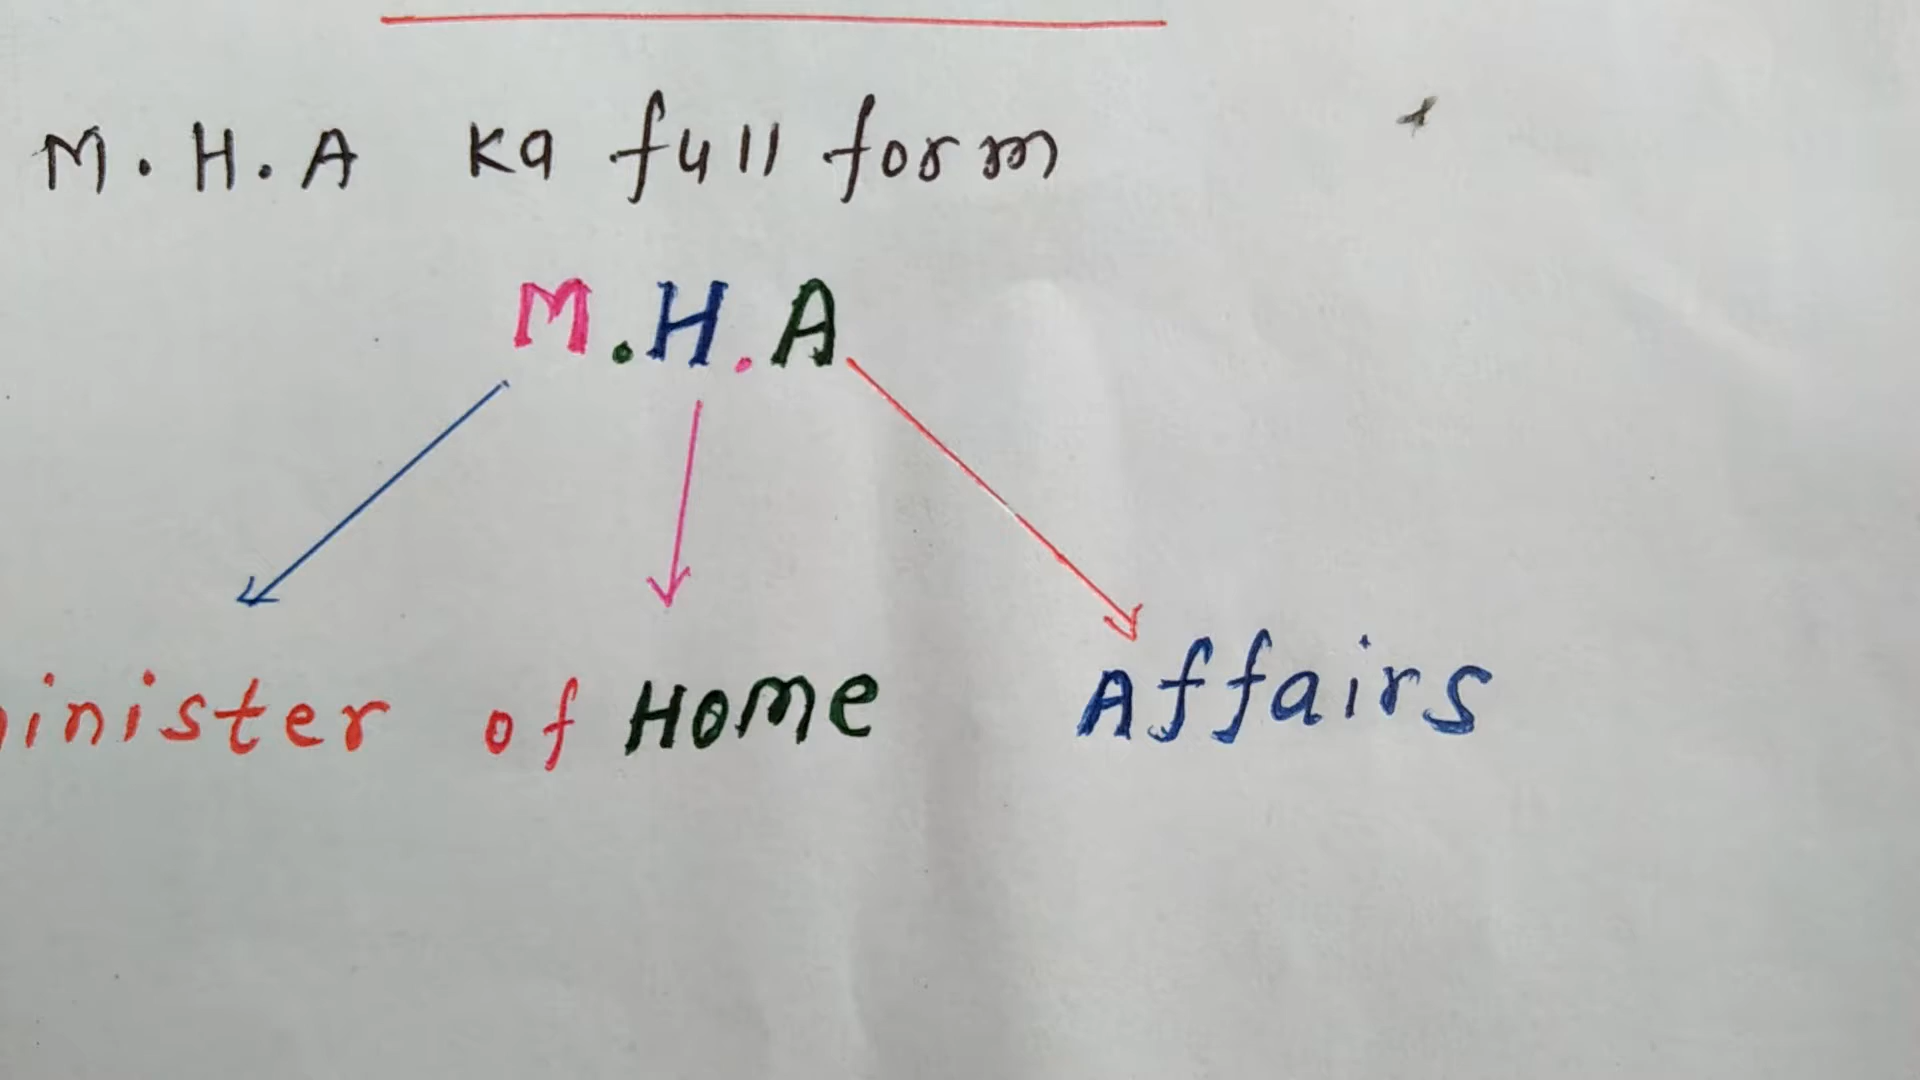 M.H.A ka full form
M.H.A
inister of Home Affairs